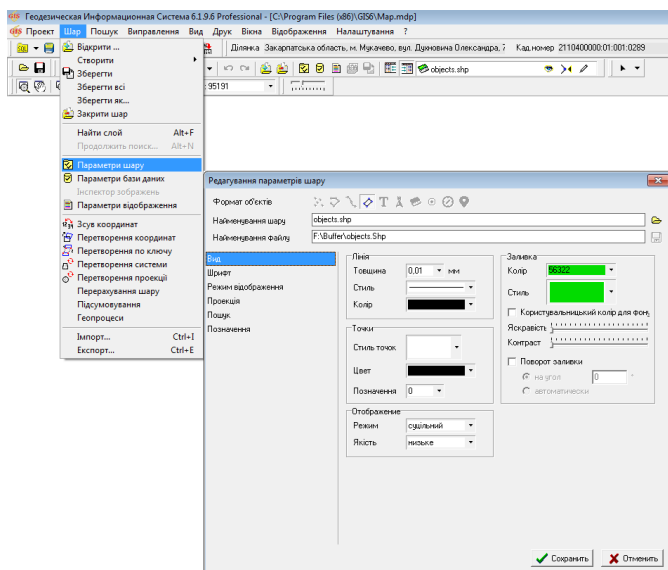 GIS Геодезическая Информационная Система 6.1.9.6 Professional - [C:\Program Files (x86)\GIS6\Map.mdp]
GIS Проект Шар Пошук Виправлення Вид Друк Вікна Відображення Налаштування ?
Ділянка Закарпатська область, м. Мукачево, вул. Духновича Олександра, Кад.номер 2110400000:01:001:0289
objects.shp
95191
Відкрити ...
Створити
Зберегти
Зберегти всі
Зберегти як...
Закрити шар
Найти слой Alt+F
Продолжить поиск... Alt+N
Параметри шару
Параметри бази даних
Інспектор зображень
Параметри відображення
Зсув координат
Перетворення координат
Перетворення по ключу
Перетворення системи
Перетворення проекції
Перерахування шару
Підсумовування
Геопроцеси
Імпорт... Ctrl+I
Експорт... Ctrl+E
Редагування параметрів шару
Формат об'єктів
Найменування шару objects.shp
Найменування файлу F:\Buffer\objects.Shp
Вид
Шрифт
Режим відображення
Проекція
Пошук
Позначення
Лінія
Товщина 0,01 мм
Стиль
Колір
Точки
Стиль точок
Цвет
Позначення 0
Отображение
Режим суцільний
Якість низьке
Заливка
Колір 56322
Стиль
Користувальницький колір для фону
Яскравість
Контраст
Поворот заливки
на угол 0 °
автоматически
Сохранить Отменить